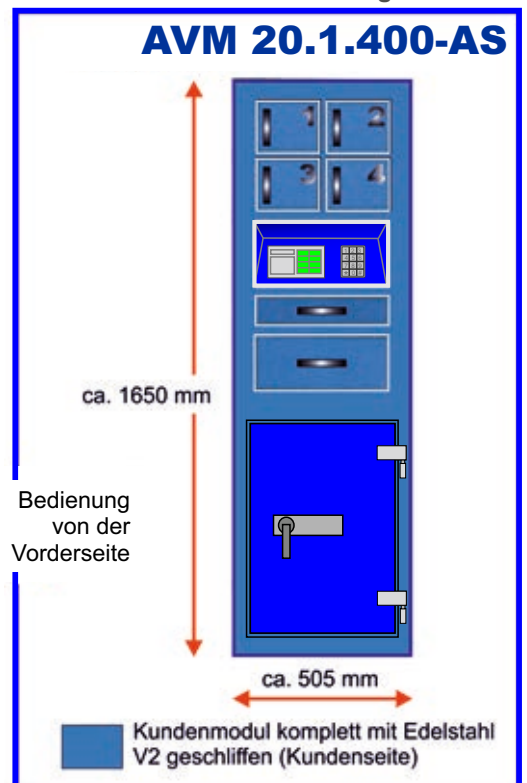 AVM 20.1.400-AS
1 2
3 4
ca. 1650 mm
Bedienung
von der
Vorderseite
ca. 505 mm
Kundenmodul komplett mit Edelstahl
V2 geschliffen (Kundenseite)